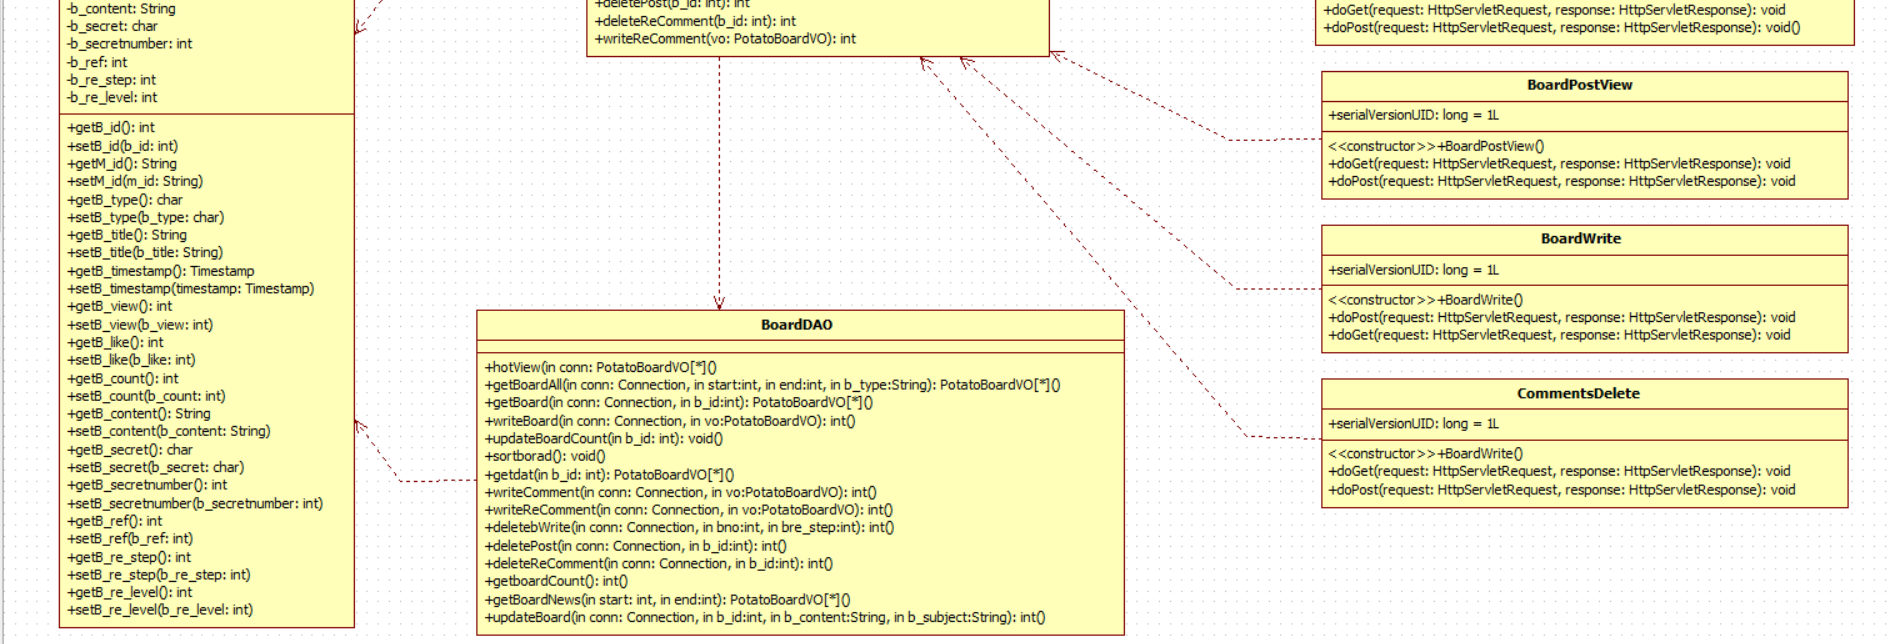 -b_content: String
-b_secret: char
-b_secretnumber: int
-b_ref: int
-b_re_step: int
-b_re_level: int
+getB_id(): int
+setB_id(b_id: int)
+getM_id(): String
+setM_id(m_id: String)
+getB_type(): char
+setB_type(b_type: char)
+getB_title(): String
+setB_title(b_title: String)
+getB_timestamp(): Timestamp
+setB_timestamp(timestamp: Timestamp)
+getB_view(): int
+setB_view(b_view: int)
+getB_like(): int
+setB_like(b_like: int)
+getB_count(): int
+setB_count(b_count: int)
+getB_content(): String
+setB_content(b_content: String)
+getB_secret(): char
+setB_secret(b_secret: char)
+getB_secretnumber(): int
+setB_secretnumber(b_secretnumber: int)
+getB_ref(): int
+setB_ref(b_ref: int)
+getB_re_step(): int
+setB_re_step(b_re_step: int)
+getB_re_level(): int
+setB_re_level(b_re_level: int)
+deletePost(b_id: int): int
+deleteReComment(b_id: int): int
+writeReComment(vo: PotatoBoardVO): int
BoardDAO
+hotView(in conn: PotatoBoardVO[*]()
+getBoardAll(in conn: Connection, in start:int, in end:int, in b_type:String): PotatoBoardVO[*]()
+getBoard(in conn: Connection, in b_id:int): PotatoBoardVO[*]()
+writeBoard(in conn: Connection, in vo:PotatoBoardVO): int()
+updateBoardCount(in b_id: int): void()
+sortborad(): void()
+getdat(in b_id: int): PotatoBoardVO[*]()
+writeComment(in conn: Connection, in vo:PotatoBoardVO): int()
+writeReComment(in conn: Connection, in vo:PotatoBoardVO): int()
+deletebWrite(in conn: Connection, in bno:int, in bre_step:int): int()
+deletePost(in conn: Connection, in b_id:int): int()
+deleteReComment(in conn: Connection, in b_id:int): int()
+getboardCount(): int()
+getBoardNews(in start: int, in end:int): PotatoBoardVO[*]()
+updateBoard(in conn: Connection, in b_id:int, in b_content:String, in b_subject:String): int()
+doGet(request: HttpServletRequest, response: HttpServletResponse): void
+doPost(request: HttpServletRequest, response: HttpServletResponse): void()
BoardPostView
+serialVersionUID: long = 1L
<<constructor>>+BoardPostView()
+doGet(request: HttpServletRequest, response: HttpServletResponse): void
+doPost(request: HttpServletRequest, response: HttpServletResponse): void
BoardWrite
+serialVersionUID: long = 1L
<<constructor>>+BoardWrite()
+doPost(request: HttpServletRequest, response: HttpServletResponse): void
+doGet(request: HttpServletRequest, response: HttpServletResponse): void
CommentsDelete
+serialVersionUID: long = 1L
<<constructor>>+BoardWrite()
+doGet(request: HttpServletRequest, response: HttpServletResponse): void
+doPost(request: HttpServletRequest, response: HttpServletResponse): void